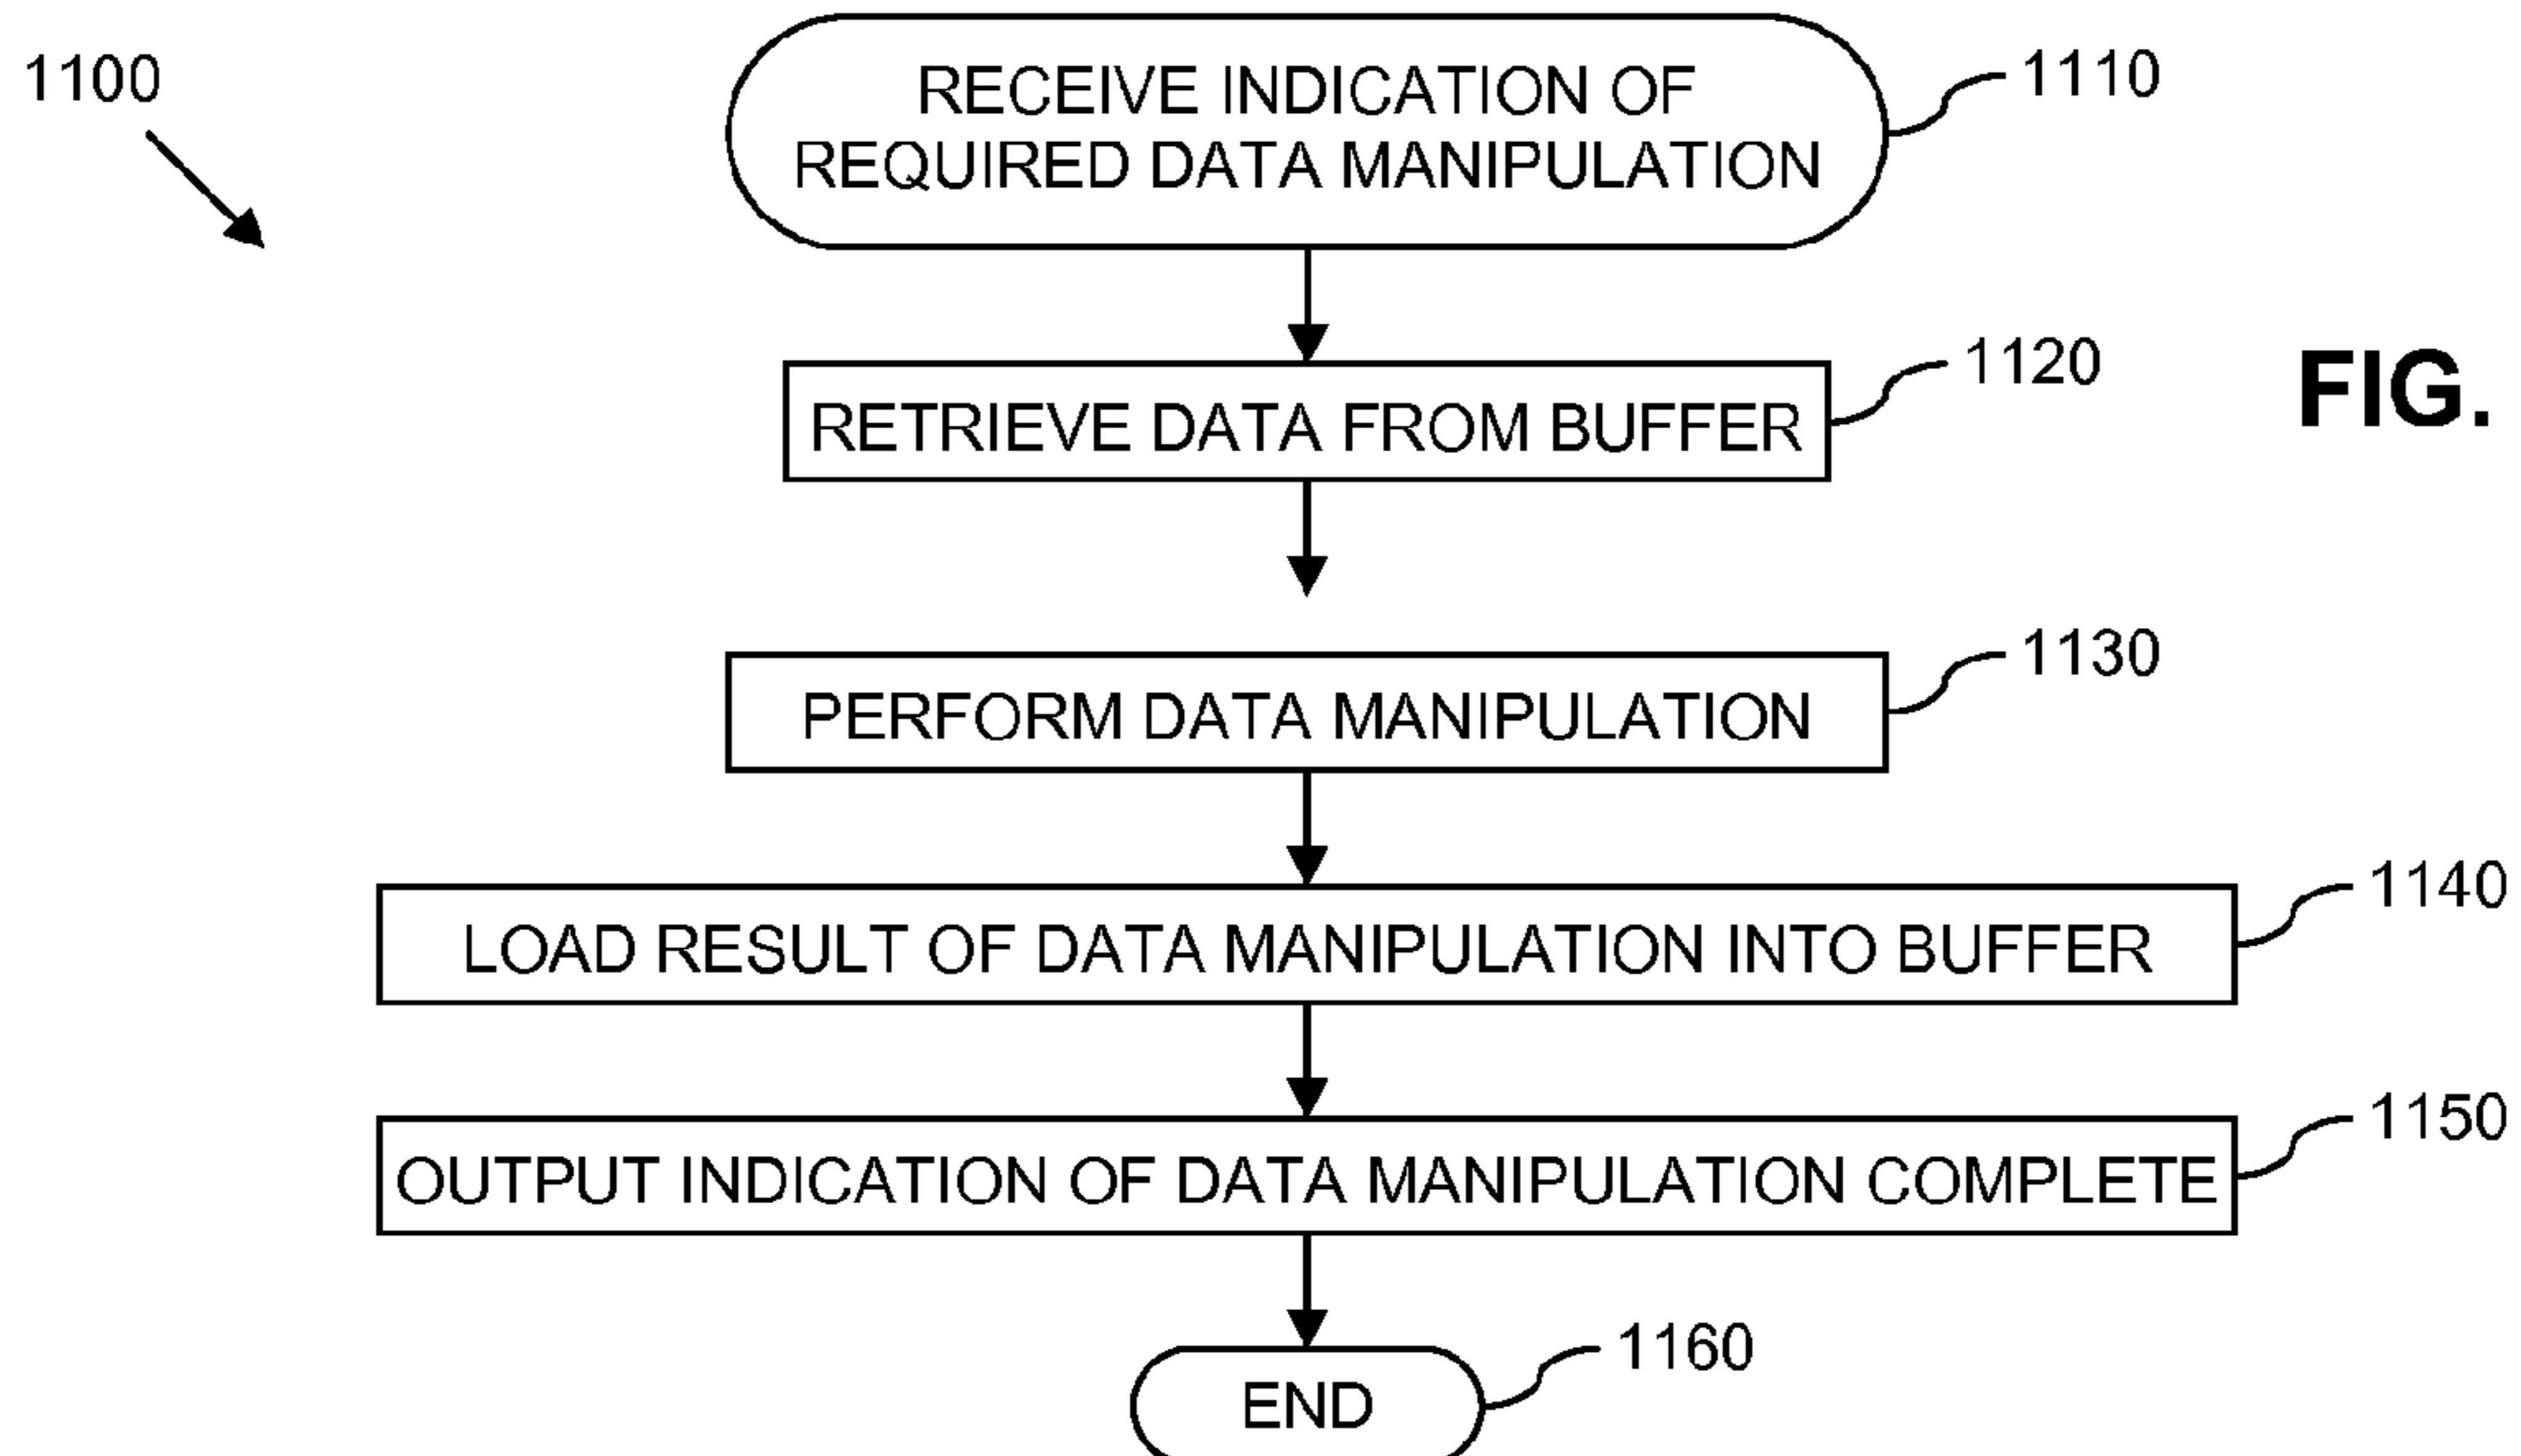 1100
RECEIVE INDICATION OF
REQUIRED DATA MANIPULATION
1110
RETRIEVE DATA FROM BUFFER
1120
FIG.
PERFORM DATA MANIPULATION
1130
LOAD RESULT OF DATA MANIPULATION INTO BUFFER
1140
OUTPUT INDICATION OF DATA MANIPULATION COMPLETE
1150
END
1160